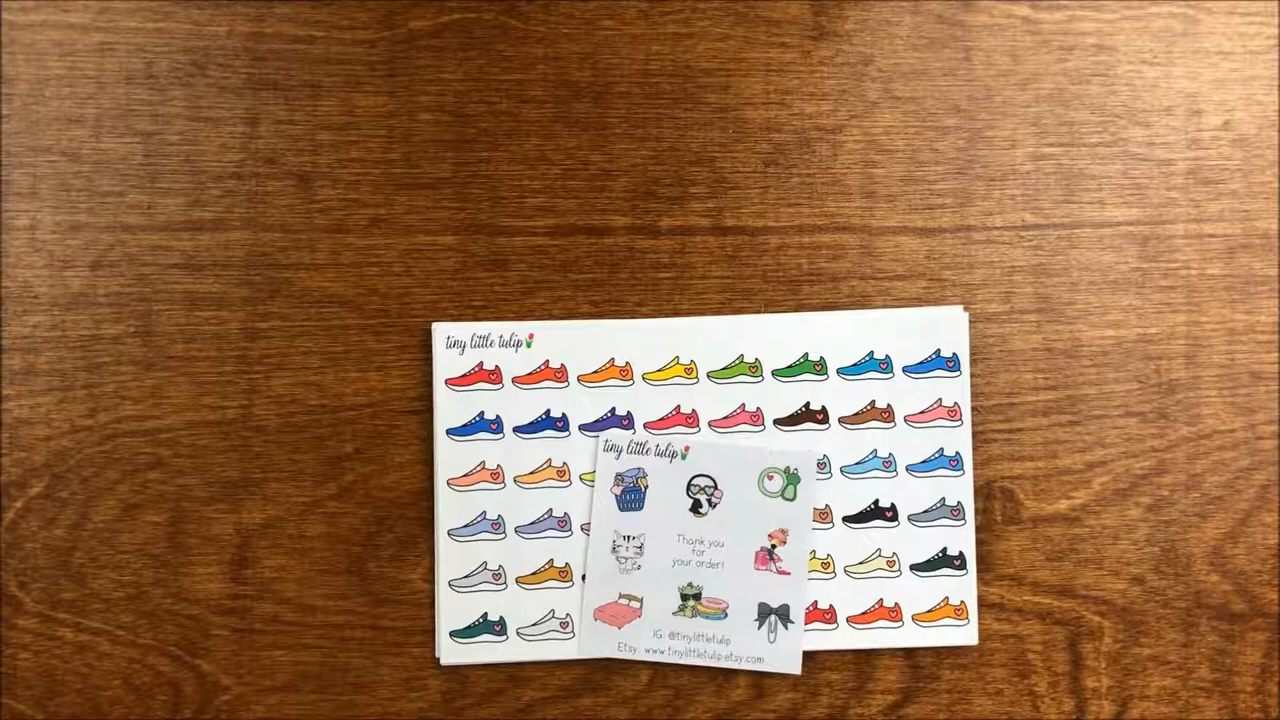 tiny little tulip
tiny little tulip
Thank you
for
your order!
IG: @tinylittletulip
Etsy: www.tinylittletulip.etsy.com